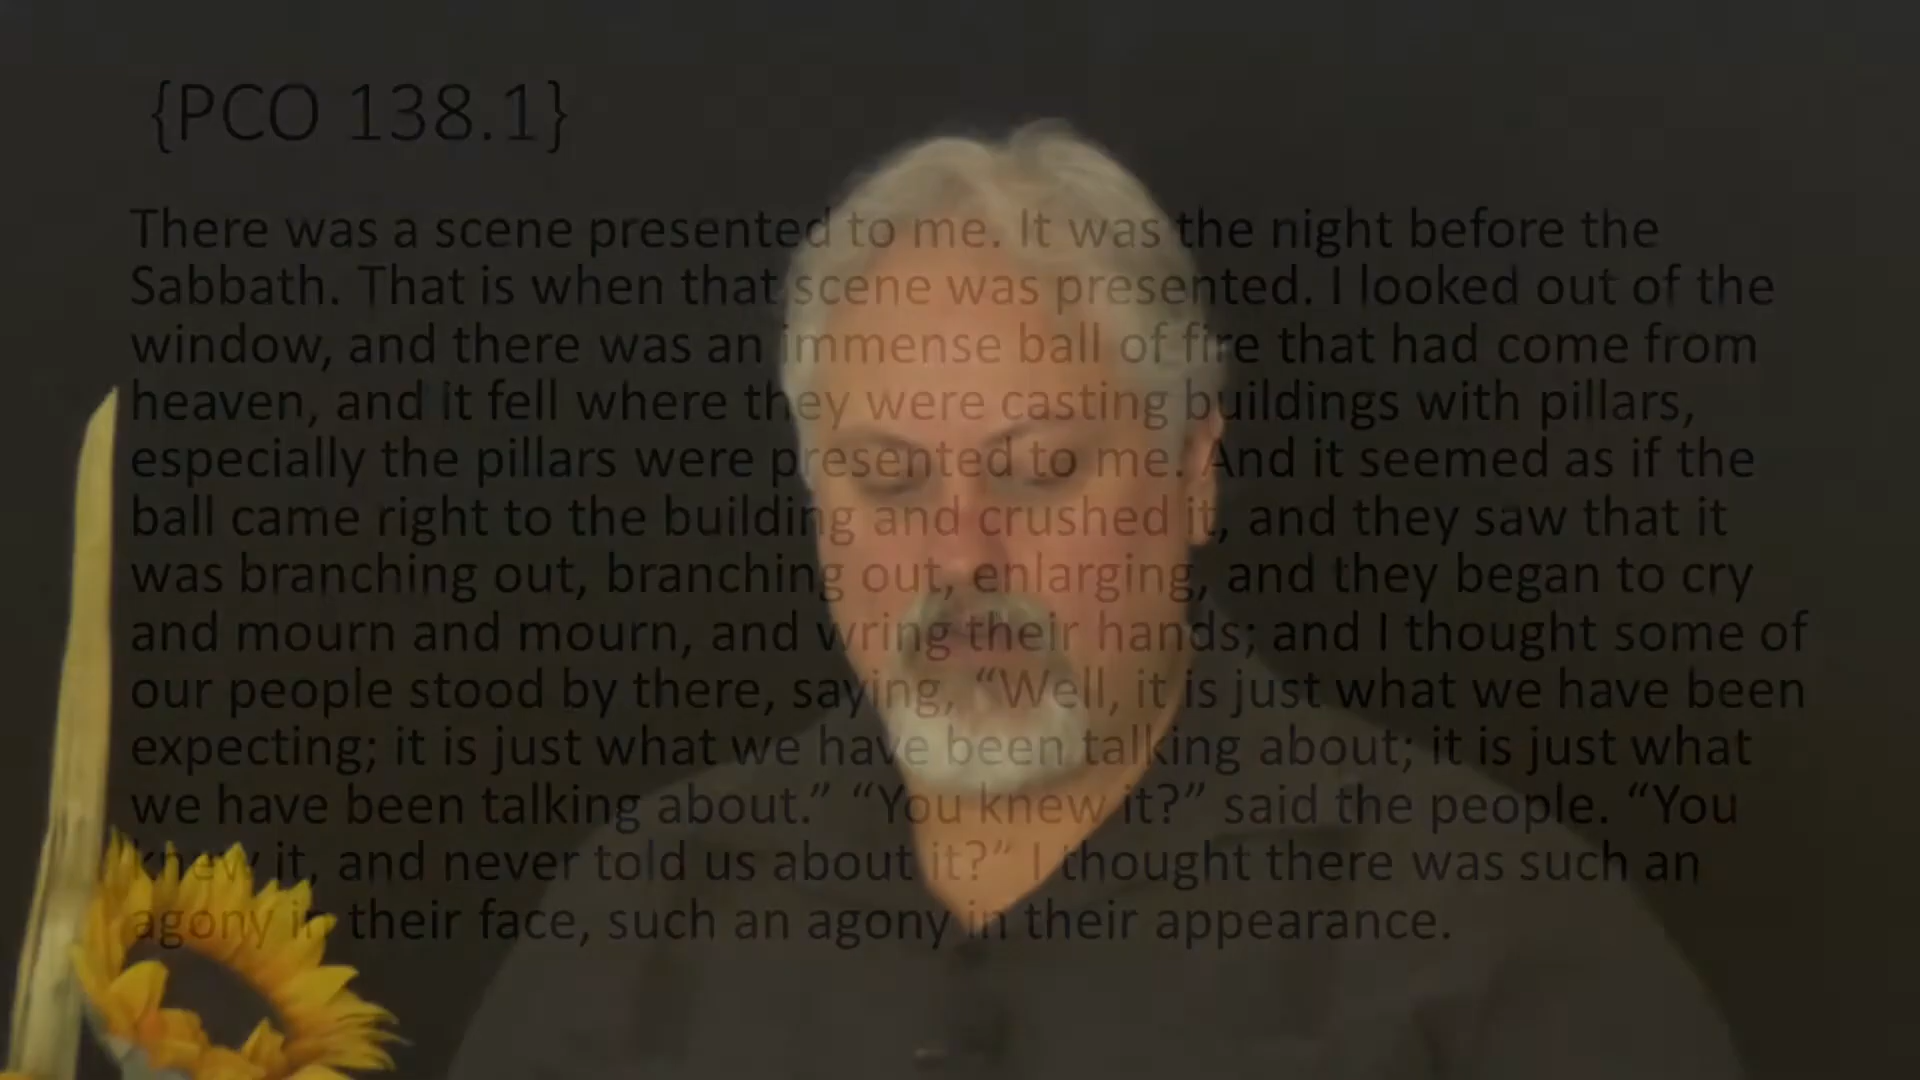 {PCO 138.1}
There was a scene presented to me. It was the night before the
Sabbath. That is when that scene was presented. I looked out of the
window, and there was an immense ball of fire that had come from
heaven, and it fell where they were casting buildings with pillars,
especially the pillars were presented to me. And it seemed as if the
ball came right to the building and crushed it, and they saw that it
was branching out, branching out, enlarging, and they began to cry
and mourn and mourn, and wring their hands; and I thought some of
our people stood by there, saying, “Well, it is just what we have been
expecting; it is just what we have been talking about; it is just what
we have been talking about.” “You knew it?” said the people. “You
knew it, and never told us about it?” I thought there was such an
agony in their face, such an agony in their appearance.